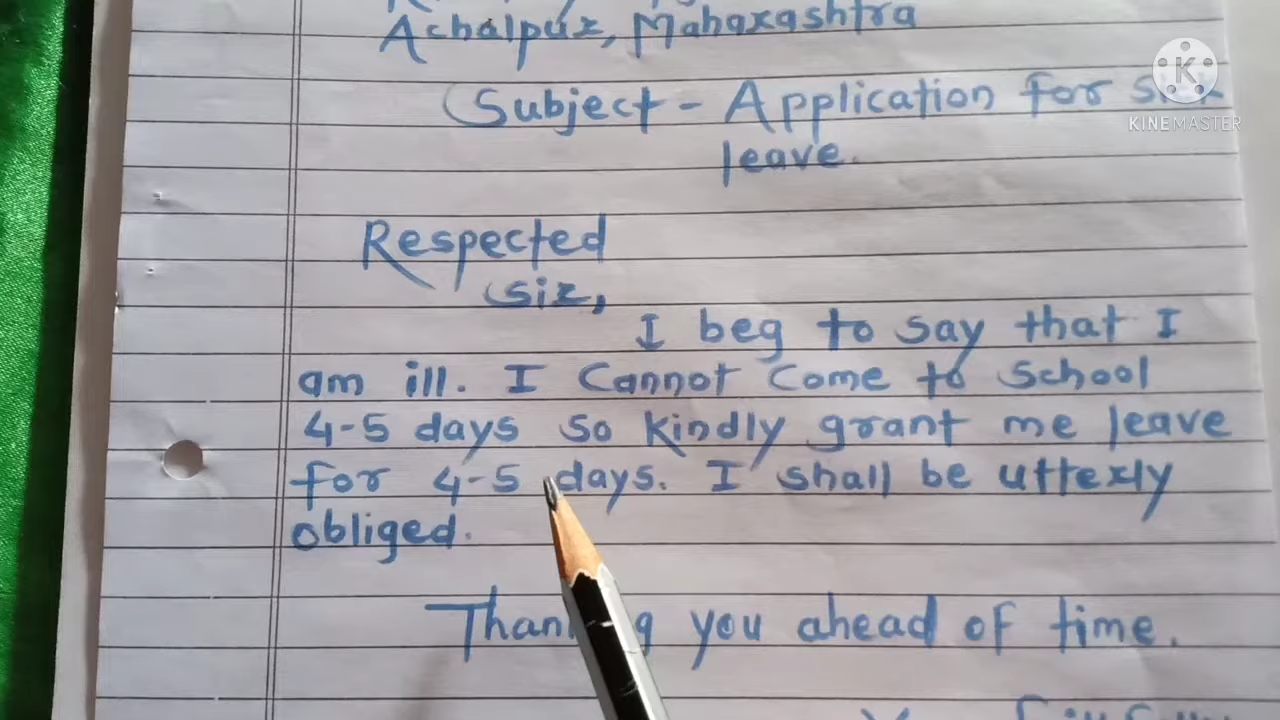 Achalpur, Maharashtra
Subject - Application for
leave.
Respected
Sir,
I beg to say that I
am ill. I Cannot Come to School
4-5 days so kindly grant me leave
for 4-5 days. I shall be utterly
obliged.
you ahead of time.
KINEMASTER